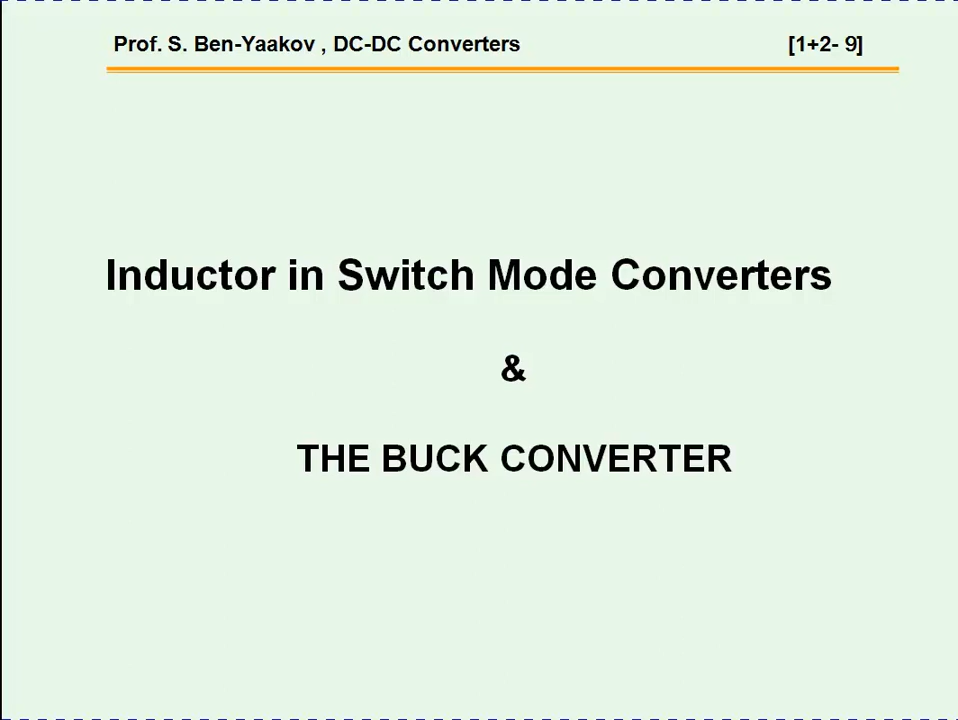 Prof. S. Ben-Yaakov , DC-DC Converters [1+2- 9]
Inductor in Switch Mode Converters
&
THE BUCK CONVERTER